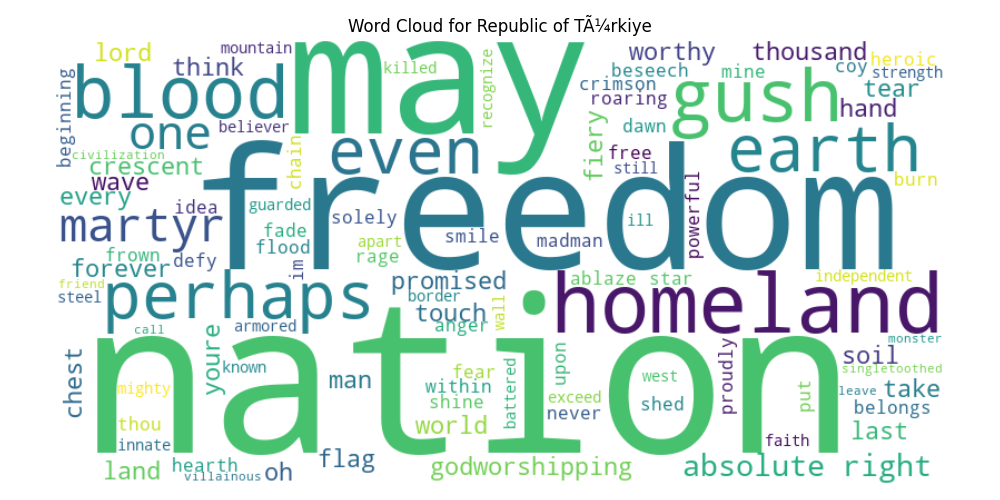 Word Cloud for Republic of TÃ¼rkiye
lord
mountain
may
killed
recognize
worthy
thousand
heroic
think
blood
beseech
mine
coy
strength
crimson
roaring
gush
tear
hand
beginning
one
believer
even
fiery
dawn
earth
civilization
crescent
chain
free
still
burn
wave
freedom
powerful
every
idea
guarded
solely
ill
martyr
fade
flood
apart
rage
smile
madman
frown
forever
defy
im
promised
ablaze star
independent
friend
steel
perhaps
border
touch
anger
wall
homeland
call
armored
nation
monster
chest
youre
known
fear
within
shine
battered
upon
west
proudly
soil
singletoothed
mighty
man
exceed
shed
put
leave
take
thou
world
never
belongs
innate
faith
last
land
hearth
villainous
oh
flag
godworshipping
absolute right